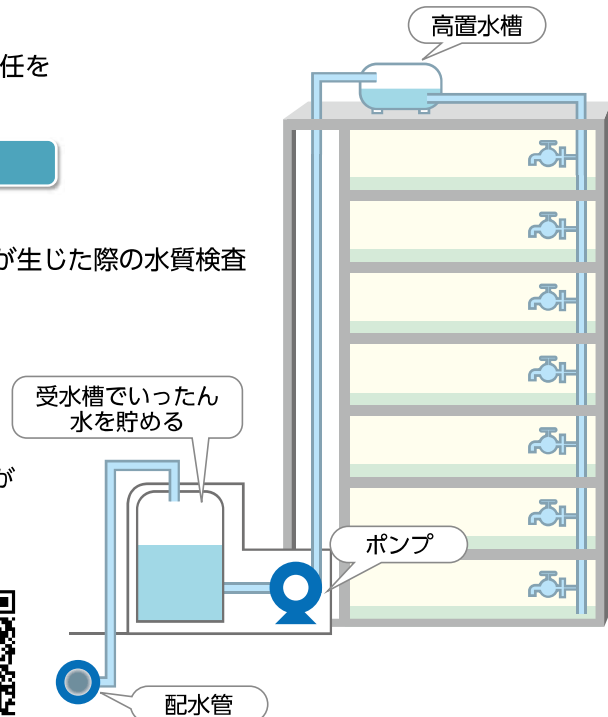 高置水槽
任を
が生じた際の水質検査
受水槽でいったん
水を貯める
が
ポンプ
配水管